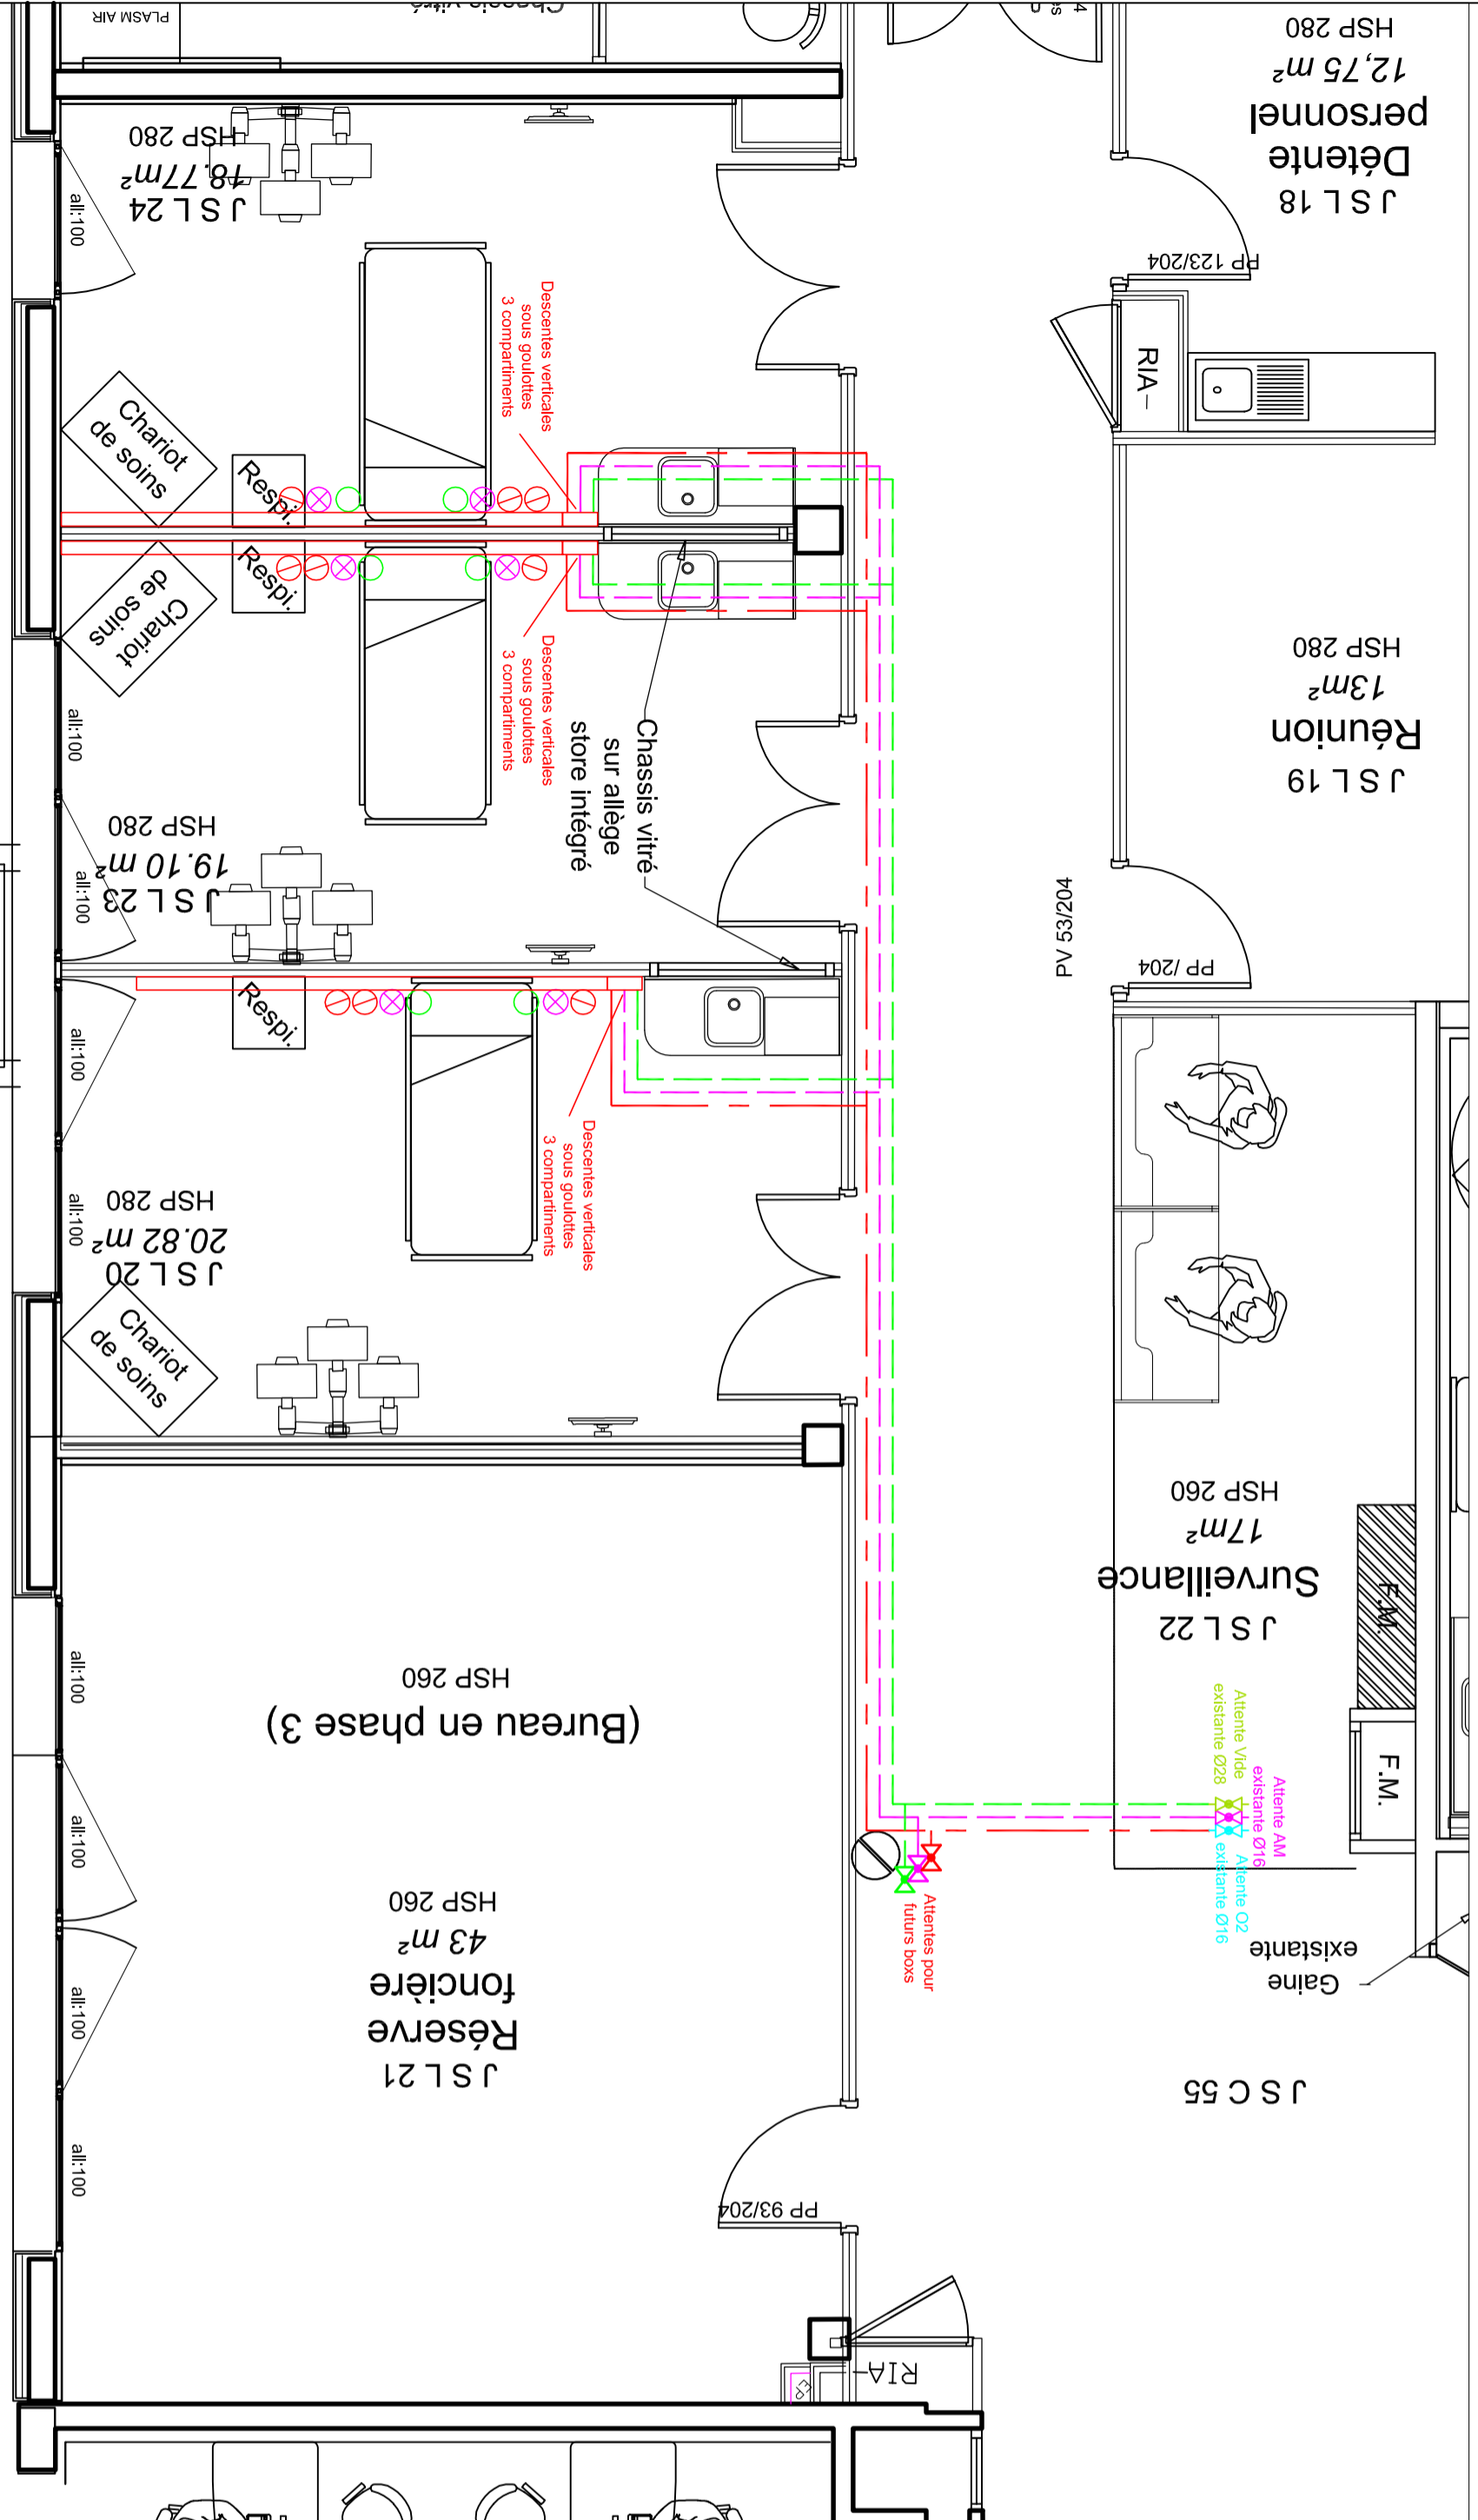 PLASM AIR
Chassis vitré
HSP 280
12,75 m²
personnel
Détente
J S L 18
PP 123/204
RIA
HSP 280
18.77m²
J S L 24
all:100
Descentes verticales
sous goulottes
3 compartiments
Chariot
de soins
Respi.
Respi.
Chariot
de soins
Descentes verticales
sous goulottes
3 compartiments
Chassis vitré
sur allège
store intégré
HSP 280
13m²
Réunion
J S L 19
PV 53/204
PP /204
all:100
HSP 280
19.10 m²
J S L 23
all:100
Respi.
all:100
Descentes verticales
sous goulottes
3 compartiments
all:100
HSP 280
20.82 m²
J S L 20
Chariot
de soins
HSP 260
17m²
Surveillance
J S L 22
F.M.
F.M.
Attente Vide
existante Ø28
Attente AM
existante Ø16
Attente O2
existante Ø16
Attentes pour
futurs boxs
existante
Gaine
all:100
HSP 260
(Bureau en phase 3)
all:100
HSP 260
43 m²
foncière
Réserve
J S L 21
all:100
all:100
J S C 55
PP 93/204
RIA
EP